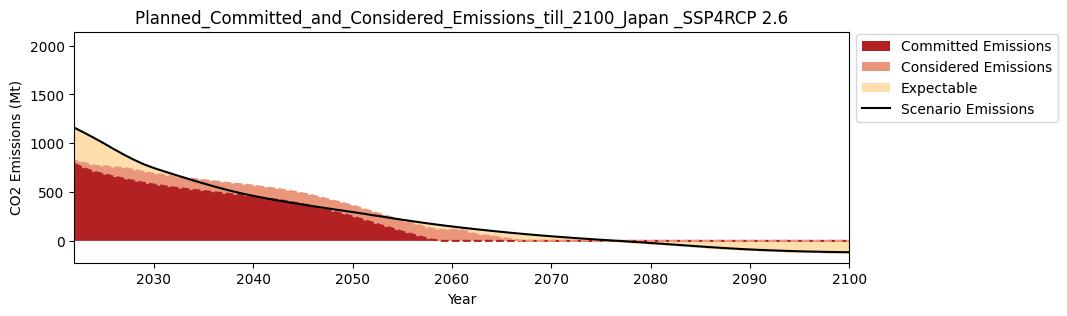 Planned_Committed_and_Considered_Emissions_till_2100_Japan _SSP4RCP 2.6
CO2 Emissions (Mt)
2000
1500
1000
500
0
2030 2040 2050 2060 2070 2080 2090 2100
Year
Committed Emissions
Considered Emissions
Expectable
Scenario Emissions